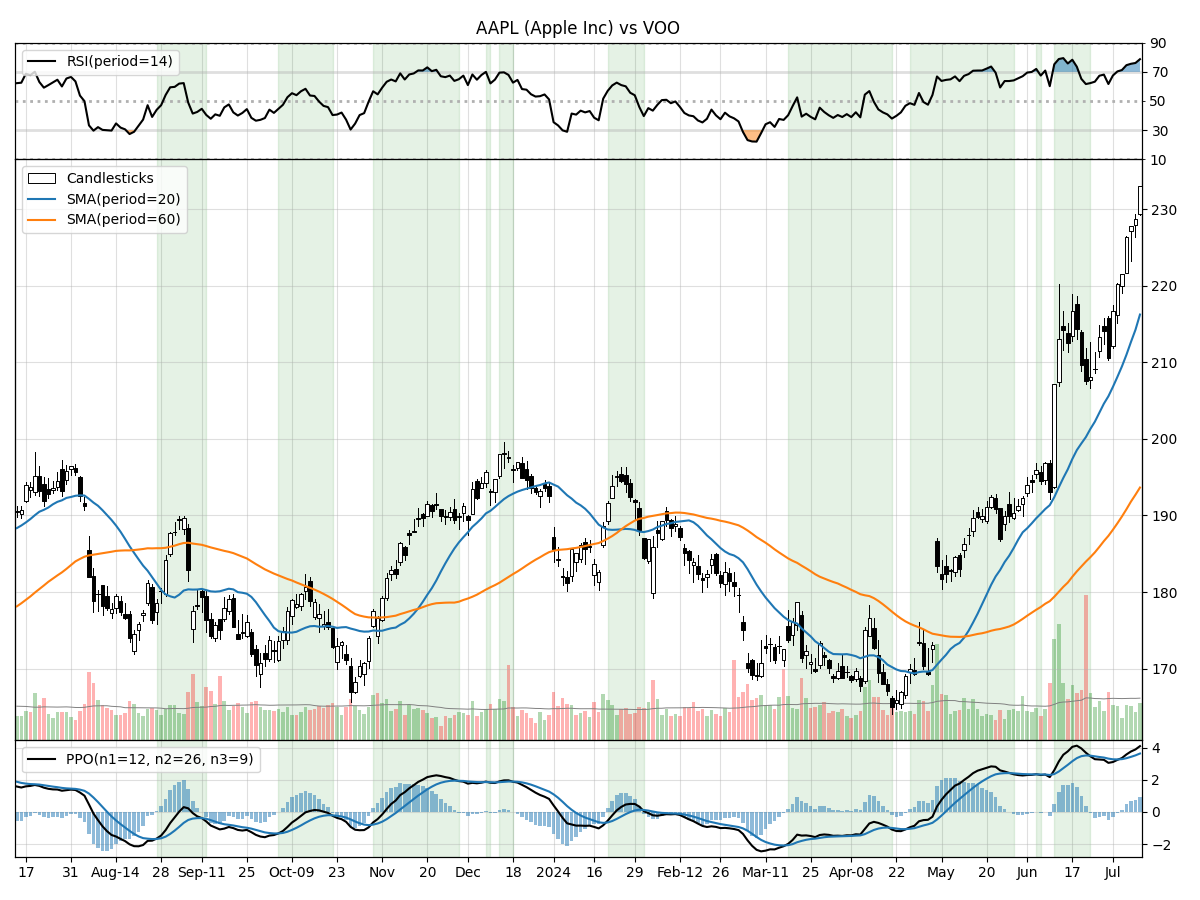 AAPL (Apple Inc) vs VOO
RSI(period=14)
90
70
50
30
10
Candlesticks
SMA(period=20)
SMA(period=60)
230
220
210
200
190
180
170
PPO(n1=12, n2=26, n3=9)
4
2
0
−2
17 31 Aug-14 28 Sep-11 25 Oct-09 23 Nov 20 Dec 18 2024 16 29 Feb-12 26 Mar-11 25 Apr-08 22 May 20 Jun 17 Jul